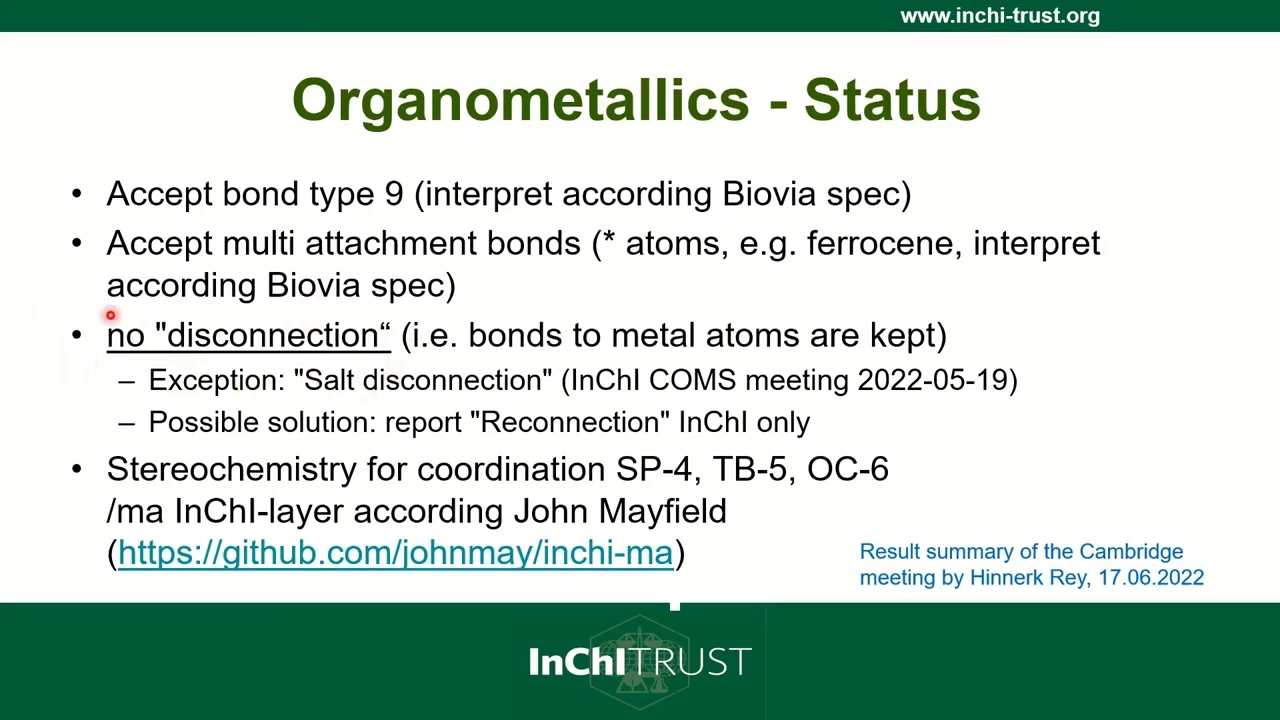 www.inchi-trust.org
Organometallics - Status
• Accept bond type 9 (interpret according Biovia spec)
• Accept multi attachment bonds (* atoms, e.g. ferrocene, interpret
according Biovia spec)
• no "disconnection“ (i.e. bonds to metal atoms are kept)
– Exception: "Salt disconnection" (InChI COMS meeting 2022-05-19)
– Possible solution: report "Reconnection" InChI only
• Stereochemistry for coordination SP-4, TB-5, OC-6
/ma InChI-layer according John Mayfield
(https://github.com/johnmay/inchi-ma)
Result summary of the Cambridge
meeting by Hinnerk Rey, 17.06.2022
InChITRUST